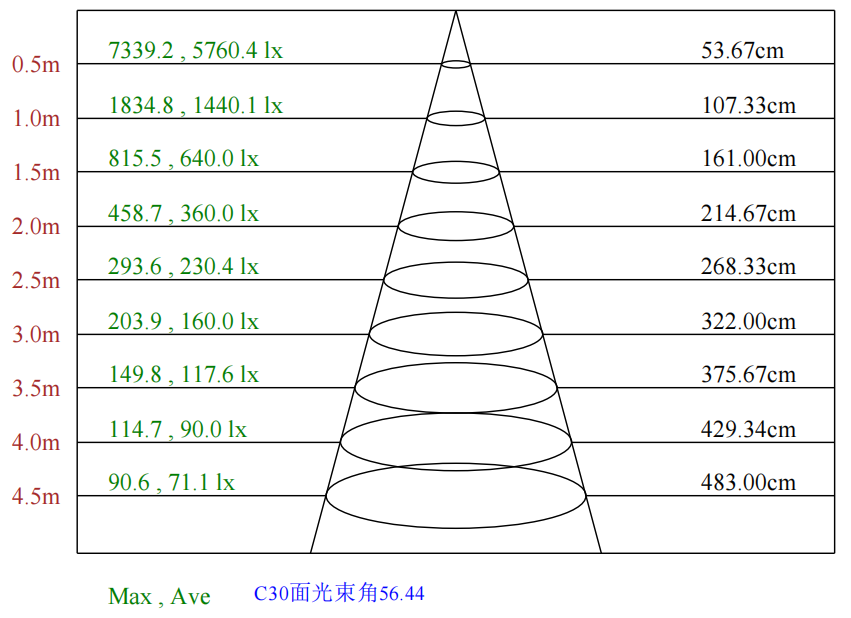 7339.2 , 5760.4 lx 53.67cm
0.5m
1834.8 , 1440.1 lx 107.33cm
1.0m
815.5 , 640.0 lx 161.00cm
1.5m
458.7 , 360.0 lx 214.67cm
2.0m
293.6 , 230.4 lx 268.33cm
2.5m
203.9 , 160.0 lx 322.00cm
3.0m
149.8 , 117.6 lx 375.67cm
3.5m
114.7 , 90.0 lx 429.34cm
4.0m
90.6 , 71.1 lx 483.00cm
4.5m
Max , Ave C30面光束角56.44